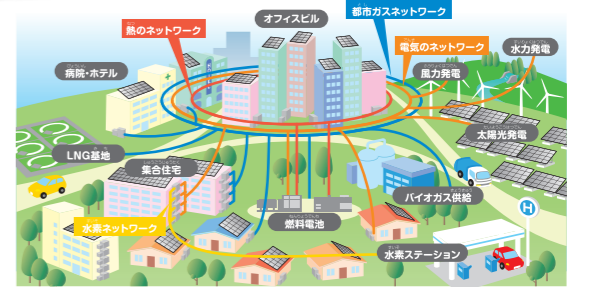 オフィスビル
都市ガスネットワーク
熱のネットワーク
電気のネットワーク
水力発電
病院・ホテル
風力発電
太陽光発電
LNG基地
集合住宅
バイオガス供給
水素ネットワーク
燃料電池
H
水素ステーション